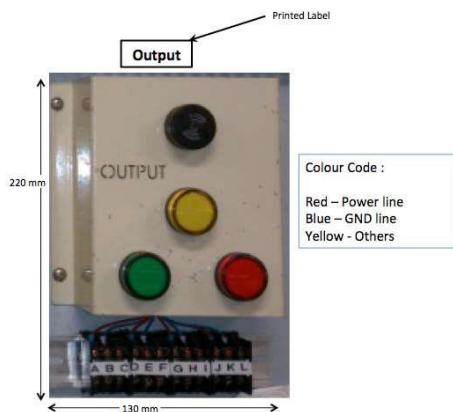 Printed Label
Output
OUTPUT
220 mm
Colour Code :
Red – Power line
Blue – GND line
Yellow - Others
A B C D E F G H I J K L
130 mm